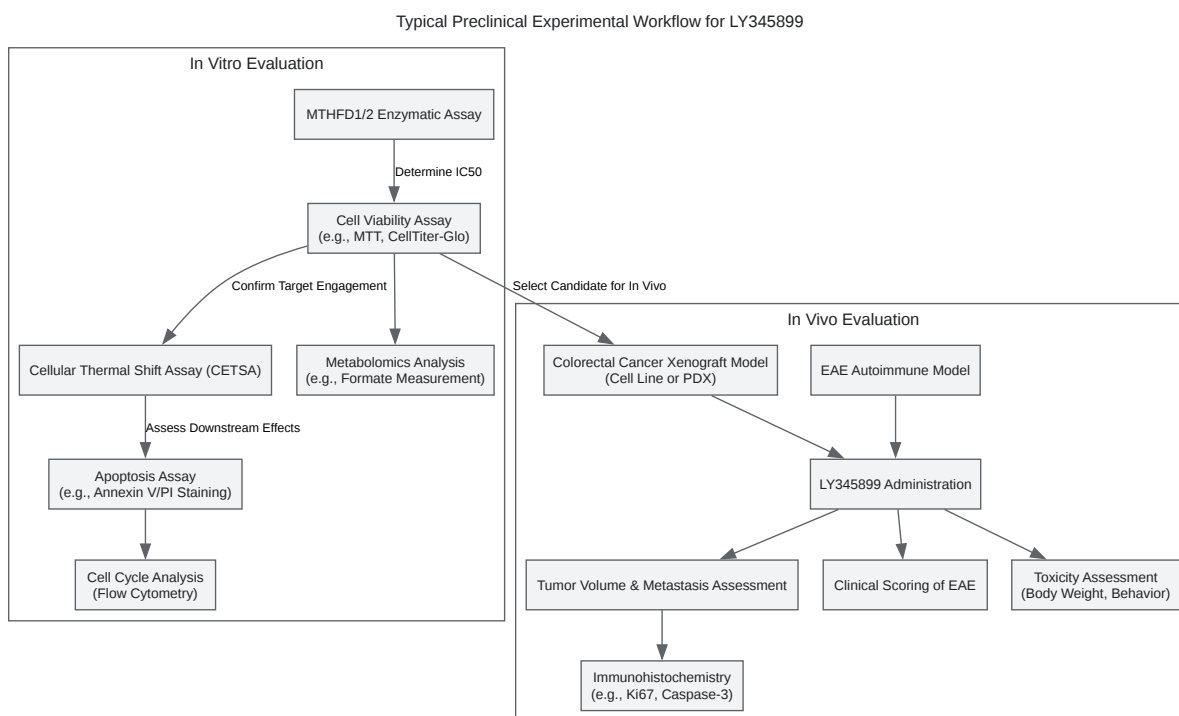 Typical Preclinical Experimental Workflow for LY345899
In Vitro Evaluation
MTHFD1/2 Enzymatic Assay
Determine IC50
Cell Viability Assay
(e.g., MTT, CellTiter-Glo)
Confirm Target Engagement
Select Candidate for In Vivo
Cellular Thermal Shift Assay (CETSA)
Metabolomics Analysis
(e.g., Formate Measurement)
Assess Downstream Effects
Apoptosis Assay
(e.g., Annexin V/PI Staining)
Cell Cycle Analysis
(Flow Cytometry)
In Vivo Evaluation
Colorectal Cancer Xenograft Model
(Cell Line or PDX)
EAE Autoimmune Model
LY345899 Administration
Tumor Volume & Metastasis Assessment
Clinical Scoring of EAE
Toxicity Assessment
(Body Weight, Behavior)
Immunohistochemistry
(e.g., Ki67, Caspase-3)